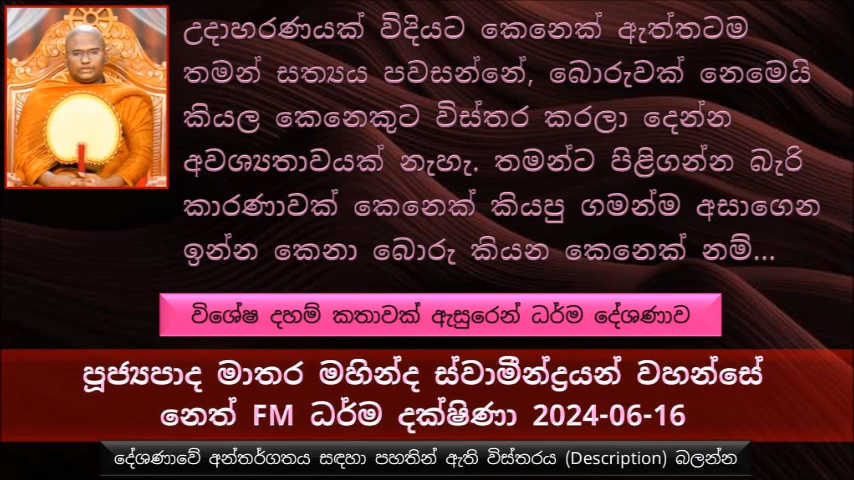 උදාහරණයක් විදියට කෙනෙක් ඇත්තටම
තමන් සත්‍යය පවසන්නේ, බොරුවක් නෙමෙයි
කියල කෙනෙකුට විස්තර කරලා දෙන්න
අවශ්‍යතාවයක් නැහැ. තමන්ට පිළිගන්න බැරි
කාරණාවක් කෙනෙක් කියපු ගමන්ම අසාගෙන
ඉන්න කෙනා බොරු කියන කෙනෙක් නම්...
විශේෂ දහම් කතාවක් ඇසුරෙන් ධර්ම දේශණාව
පූජ්‍යපාද මාතර මහින්ද ස්වාමීන්ද්‍රයන් වහන්සේ
නෙත් FM ධර්ම දක්ෂිණා 2024-06-16
දේශණාවේ අන්තර්ගතය සඳහා පහතින් ඇති විස්තරය (Description) බලන්න